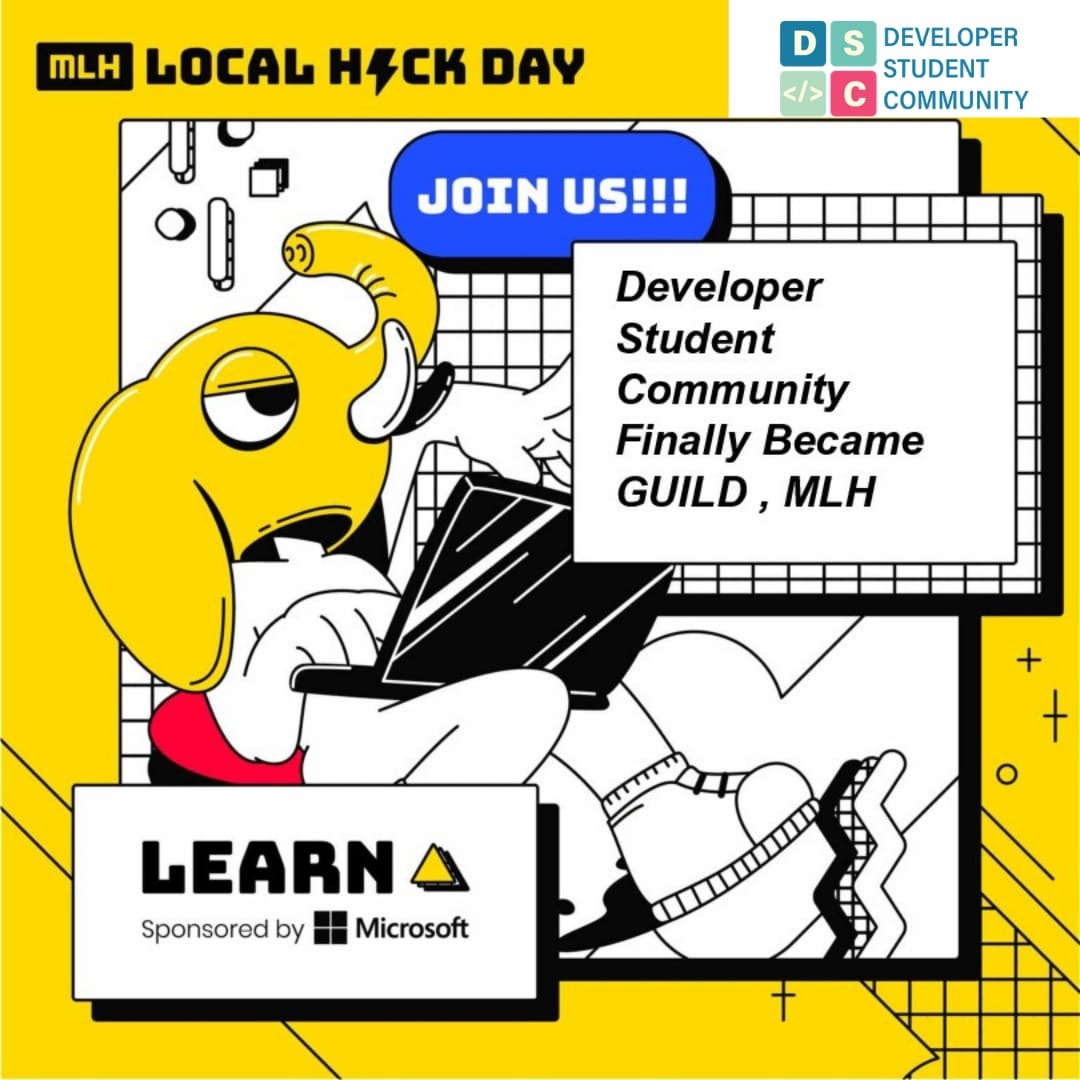 MLH LOCAL HACK DAY
D S
</> C
DEVELOPER
STUDENT
COMMUNITY
JOIN US!!!
Developer
Student
Community
Finally Became
GUILD , MLH
LEARN
Sponsored by Microsoft